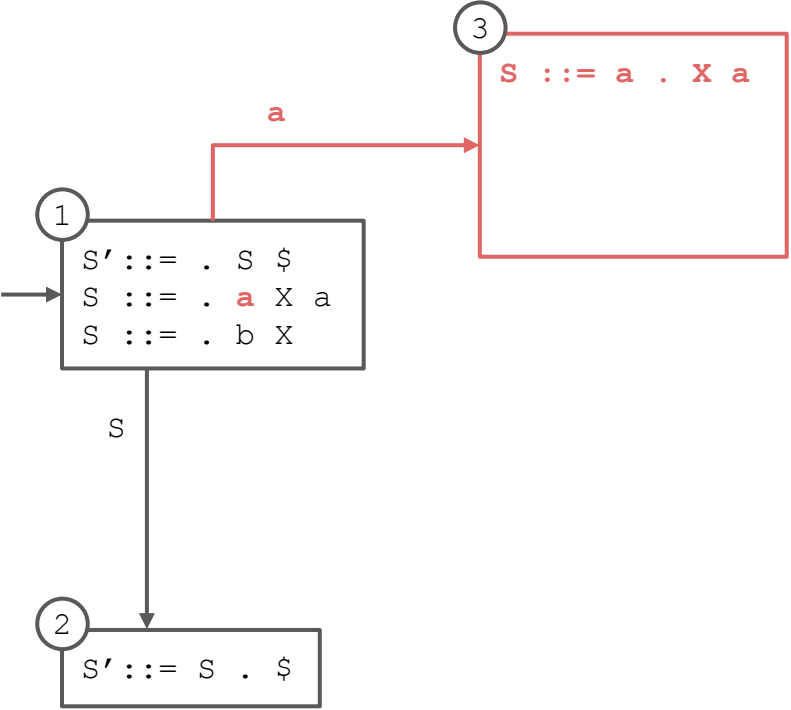 3
S ::= a . X a
a
1
S'::= . S $
S ::= . a X a
S ::= . b X
S
2
S'::= S . $